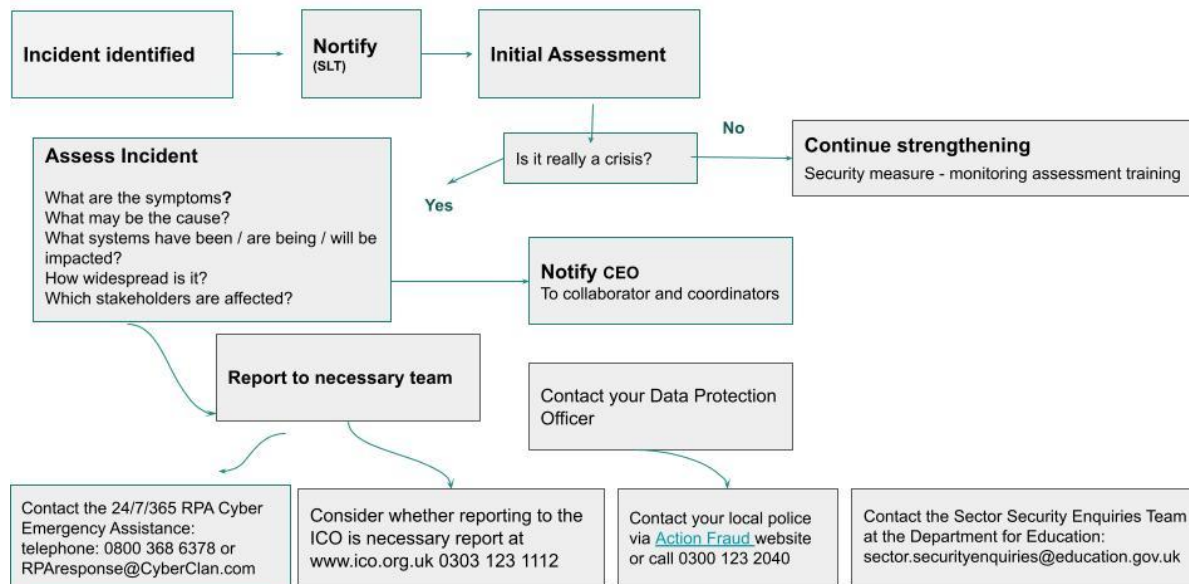 Incident identified
Nortify
(SLT)
Initial Assessment
Is it really a crisis?
No
Yes
Continue strengthening
Security measure - monitoring assessment training
Assess Incident
What are the symptoms?
What may be the cause?
What systems have been / are being / will be
impacted?
How widespread is it?
Which stakeholders are affected?
Notify CEO
To collaborator and coordinators
Report to necessary team
Contact your Data Protection
Officer
Contact the 24/7/365 RPA Cyber
Emergency Assistance:
telephone: 0800 368 6378 or
RPAresponse@CyberClan.com
Consider whether reporting to the
ICO is necessary report at
www.ico.org.uk 0303 123 1112
Contact your local police
via Action Fraud website
or call 0300 123 2040
Contact the Sector Security Enquiries Team
at the Department for Education:
sector.securityenquiries@education.gov.uk